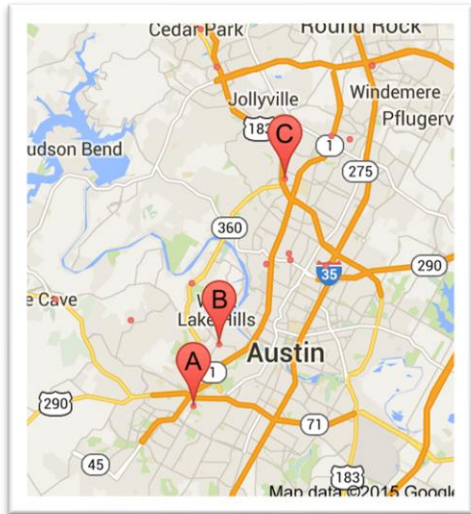 Cedar Park
Round Rock
Jollyville
Windemere
183
Pflugerv
C
1
udson Bend
275
360
290
35
e Cave
B
Lake Hills
A
1
Austin
290
71
45
183
Map data ©2015 Google